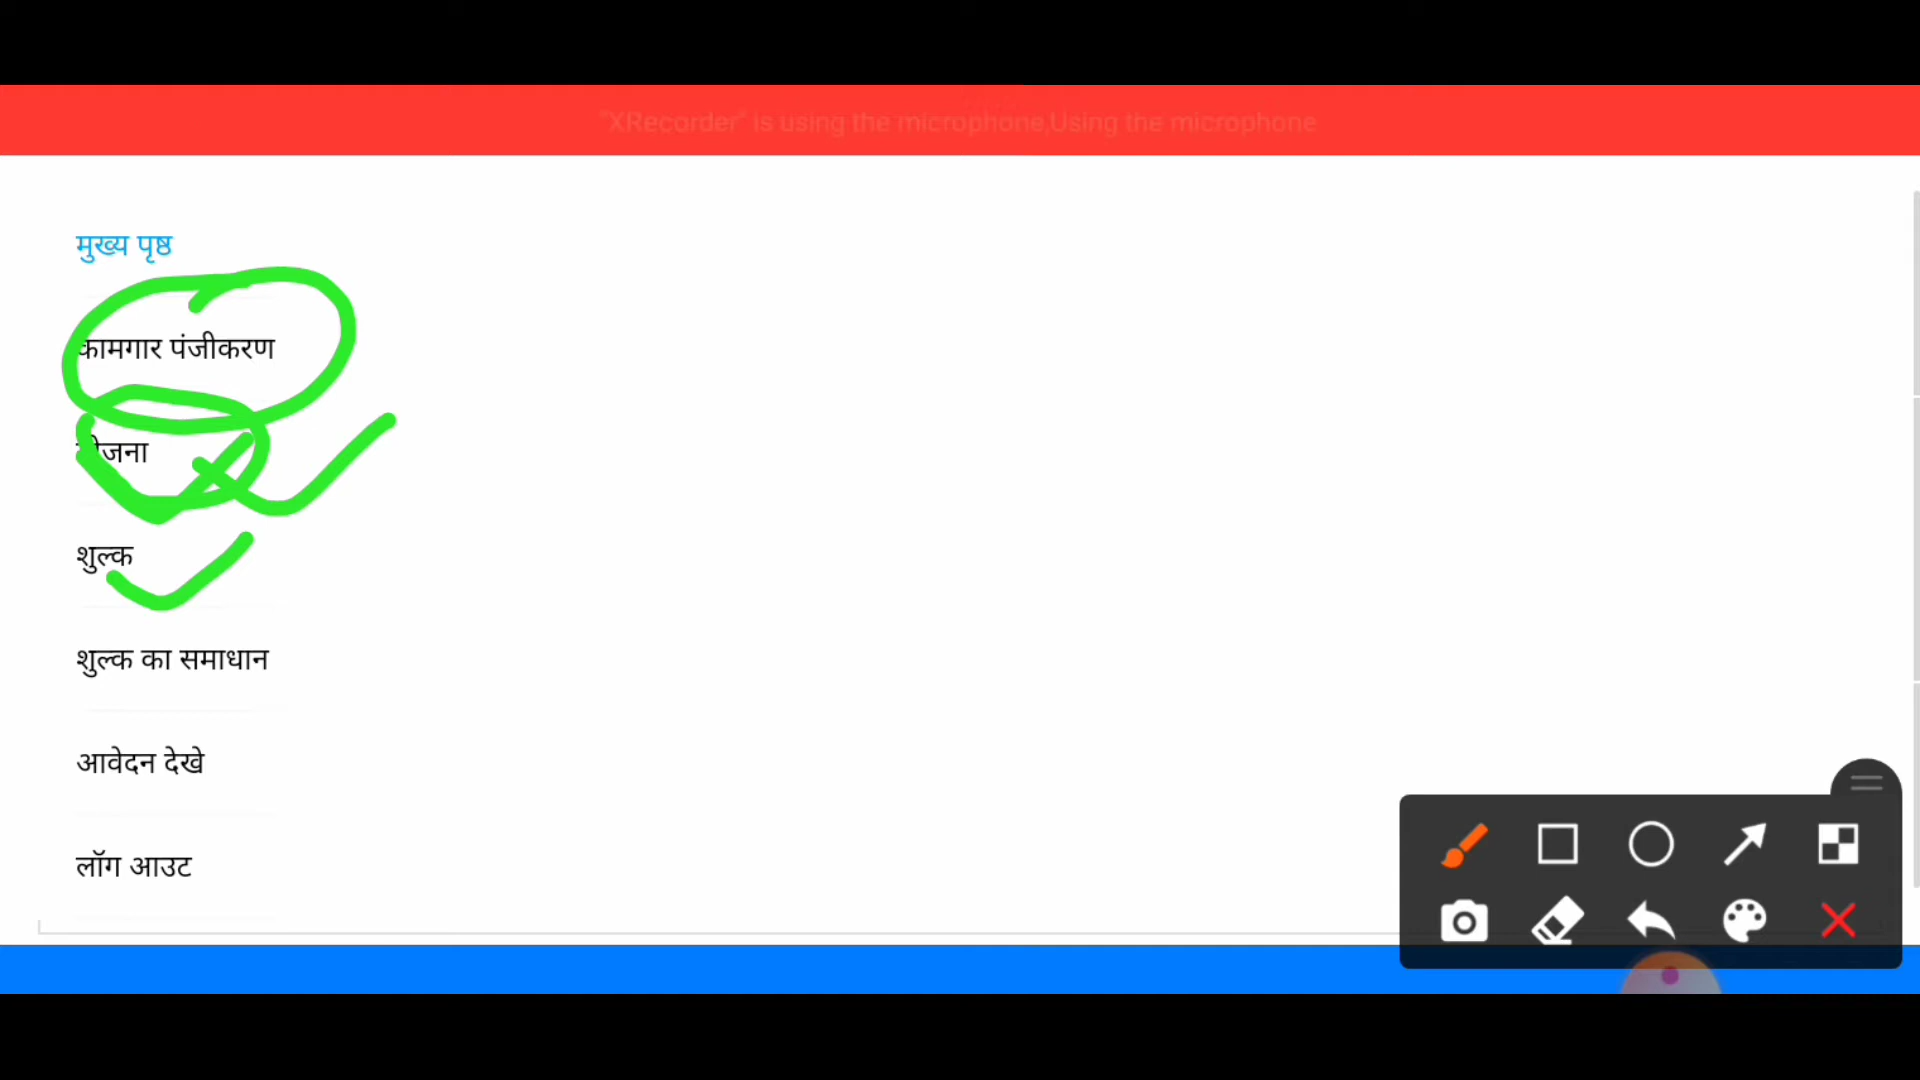 "XRecorder" is using the microphone,Using the microphone
मुख्य पृष्ठ
कामगार पंजीकरण
योजना
शुल्क
शुल्क का समाधान
आवेदन देखे
लॉग आउट